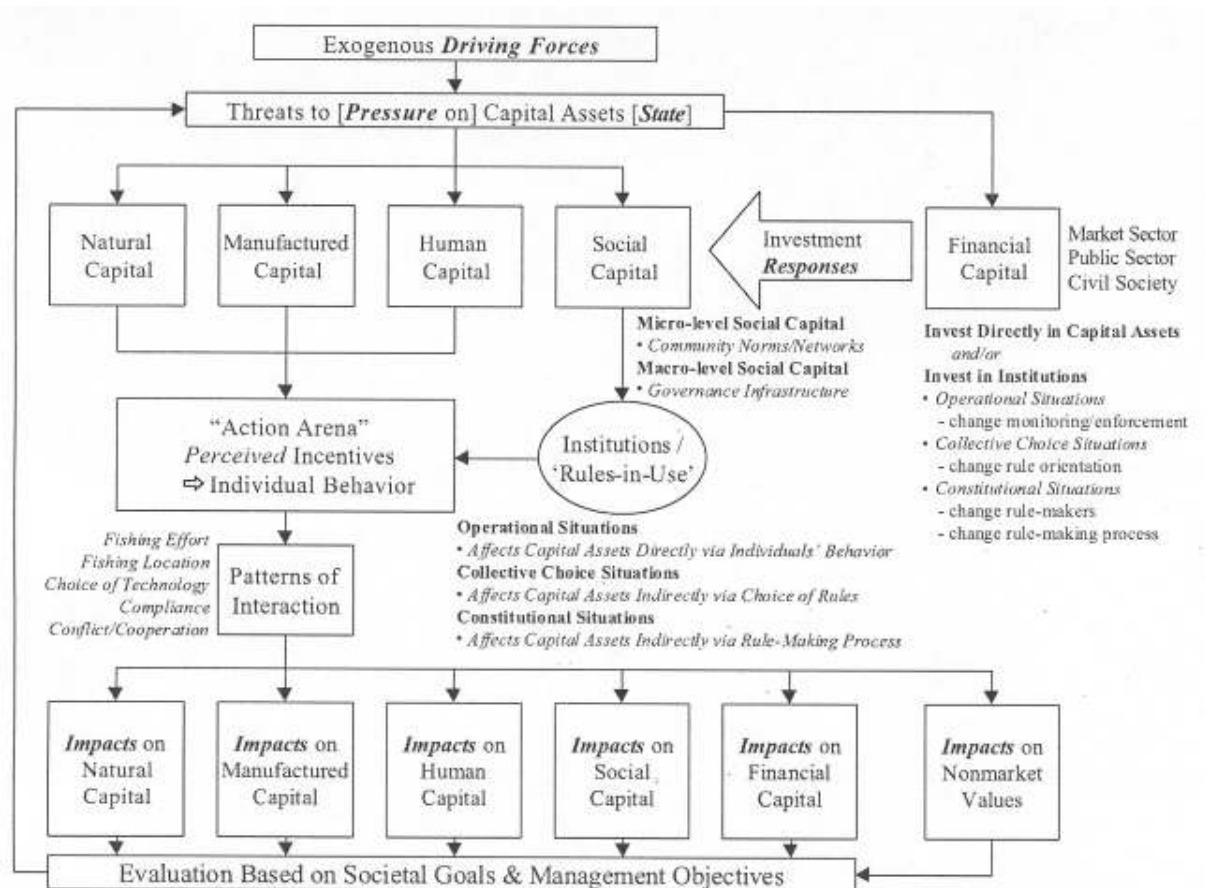 Exogenous Driving Forces
Threats to [Pressure on] Capital Assets [State]
Natural
Capital
Manufactured
Capital
Human
Capital
Social
Capital
Investment
Responses
Financial
Capital
Market Sector
Public Sector
Civil Society
Micro-level Social Capital
• Community Norms/Networks
Macro-level Social Capital
• Governance Infrastructure
Invest Directly in Capital Assets
and/or
Invest in Institutions
• Operational Situations
- change monitoring/enforcement
• Collective Choice Situations
- change rule orientation
• Constitutional Situations
- change rule-makers
- change rule-making process
“Action Arena”
Perceived Incentives
⇨ Individual Behavior
Institutions /
‘Rules-in-Use’
Fishing Effort
Fishing Location
Choice of Technology
Compliance
Conflict/Cooperation
Patterns of
Interaction
Operational Situations
• Affects Capital Assets Directly via Individuals’ Behavior
Collective Choice Situations
• Affects Capital Assets Indirectly via Choice of Rules
Constitutional Situations
• Affects Capital Assets Indirectly via Rule-Making Process
Impacts on
Natural
Capital
Impacts on
Manufactured
Capital
Impacts on
Human
Capital
Impacts on
Social
Capital
Impacts on
Financial
Capital
Impacts on
Nonmarket
Values
Evaluation Based on Societal Goals & Management Objectives